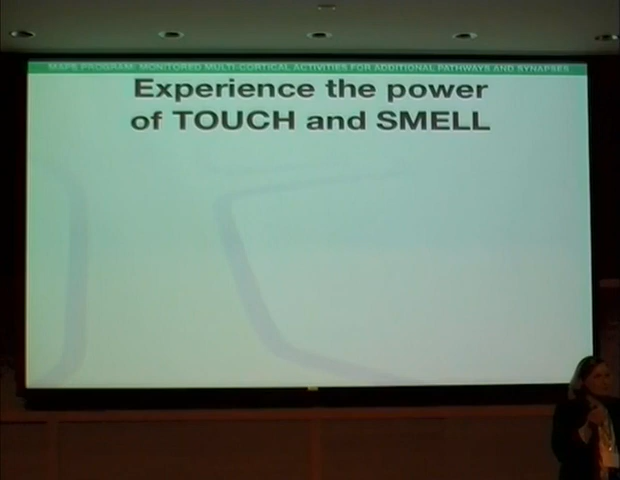 MAPS PROGRAM: MONITORED MULTI-CORTICAL ACTIVITIES FOR ADDITIONAL PATHWAYS AND SYNAPSES
Experience the power
of TOUCH and SMELL